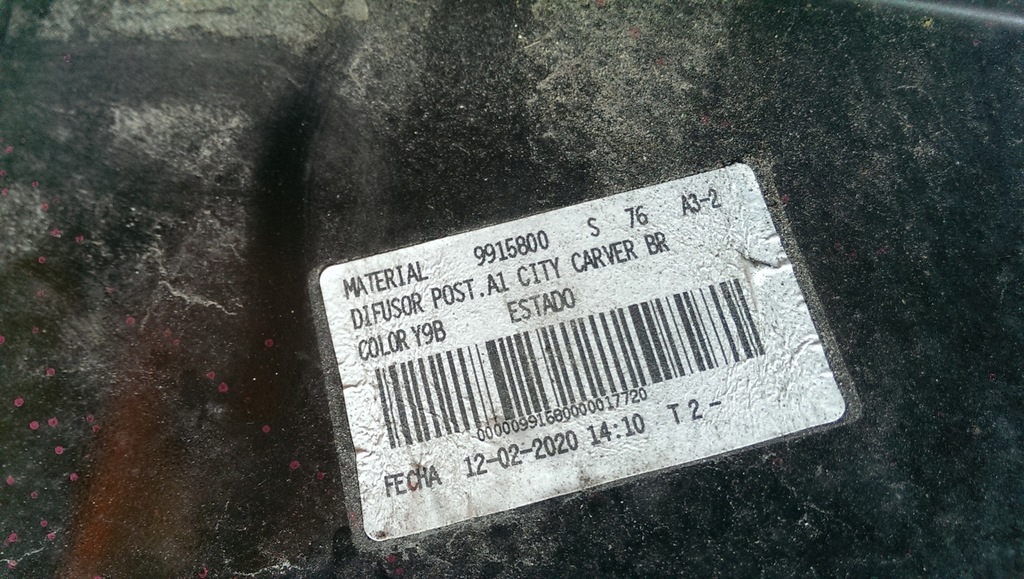 MATERIAL 9915800 S 76 A3-2
DIFUSOR POST.A1 CITY CARVER BR
COLOR Y9B ESTADO
000009915800000017720
FECHA 12-02-2020 14:10 T 2 -